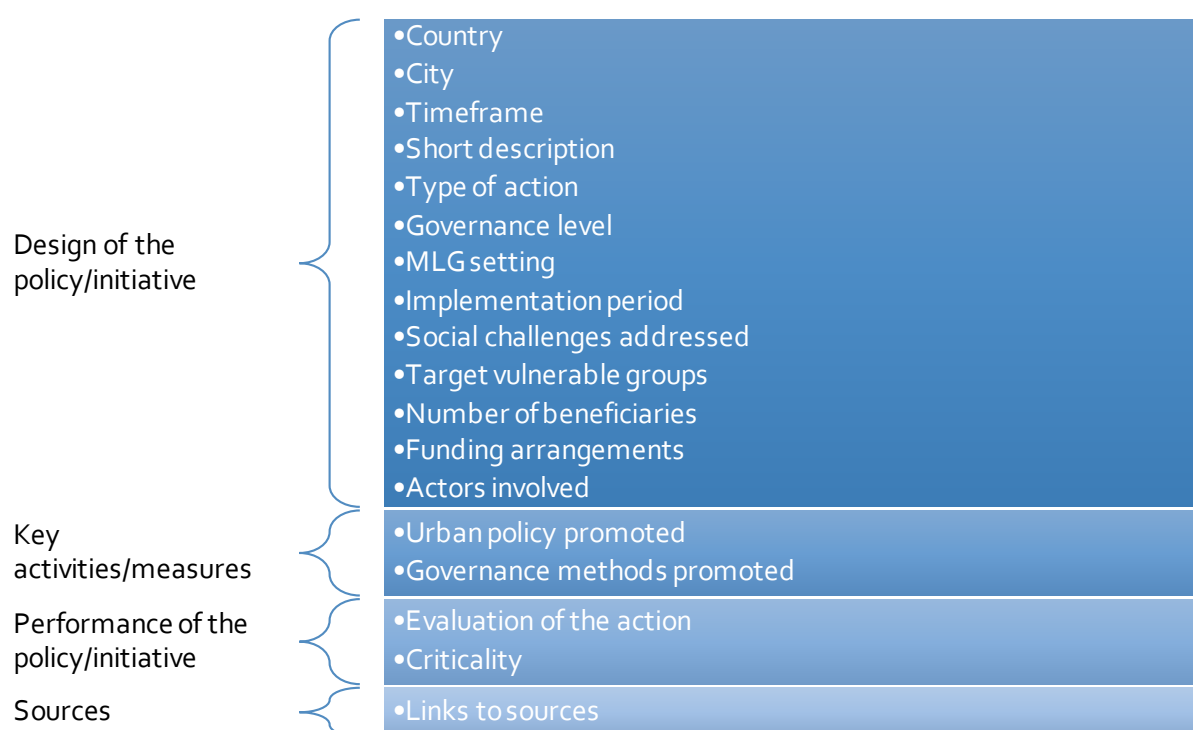 Design of the
policy/initiative
•Country
•City
•Timeframe
•Short description
•Type of action
•Governance level
•MLG setting
•Implementation period
•Social challenges addressed
•Target vulnerable groups
•Number of beneficiaries
•Funding arrangements
•Actors involved
Key
activities/measures
•Urban policy promoted
•Governance methods promoted
Performance of the
policy/initiative
•Evaluation of the action
•Criticality
Sources
•Links to sources